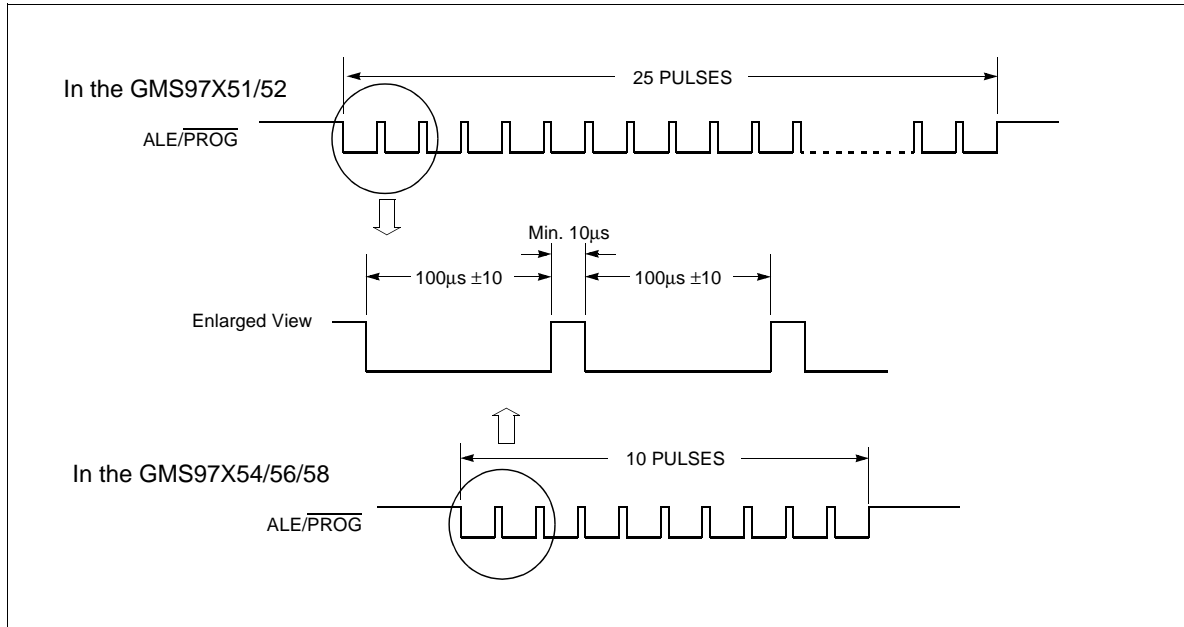 25 PULSES
In the GMS97X51/52
ALE/PROG
Min. 10μs
100μs ±10
100μs ±10
Enlarged View
10 PULSES
In the GMS97X54/56/58
ALE/PROG